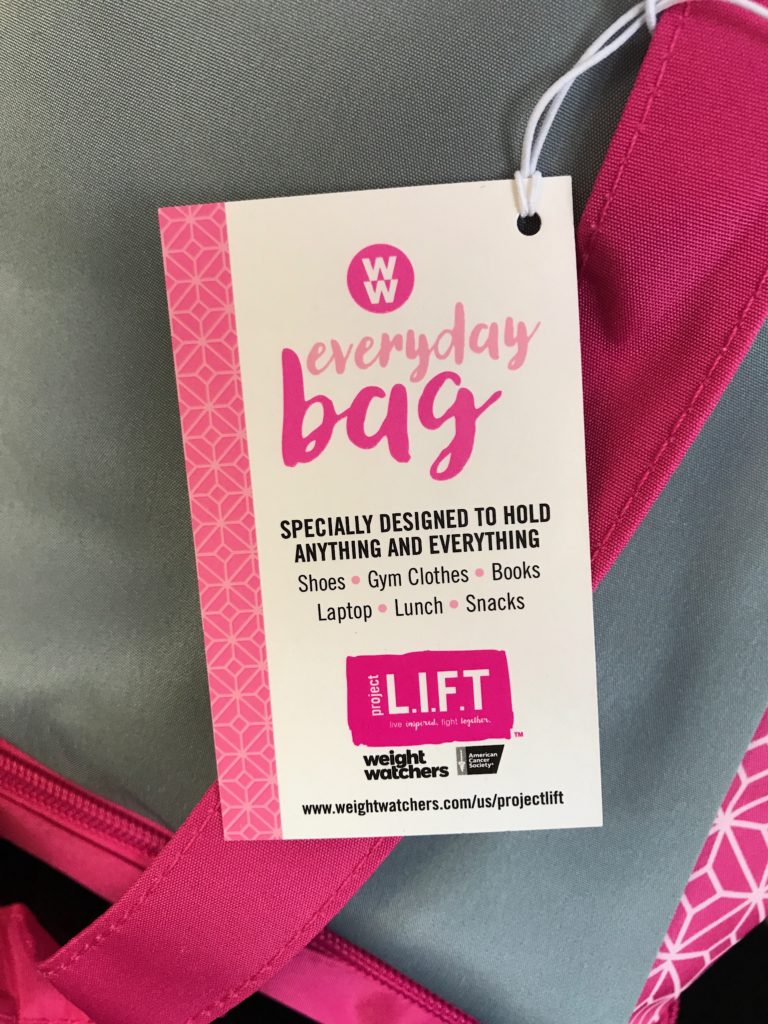 W
W
everyday
bag
SPECIALLY DESIGNED TO HOLD
ANYTHING AND EVERYTHING
Shoes • Gym Clothes • Books
Laptop • Lunch • Snacks
project
L.I.F.T
live inspired. fight together.
™
weight
watchers
American
Cancer
Society®
www.weightwatchers.com/us/projectlift